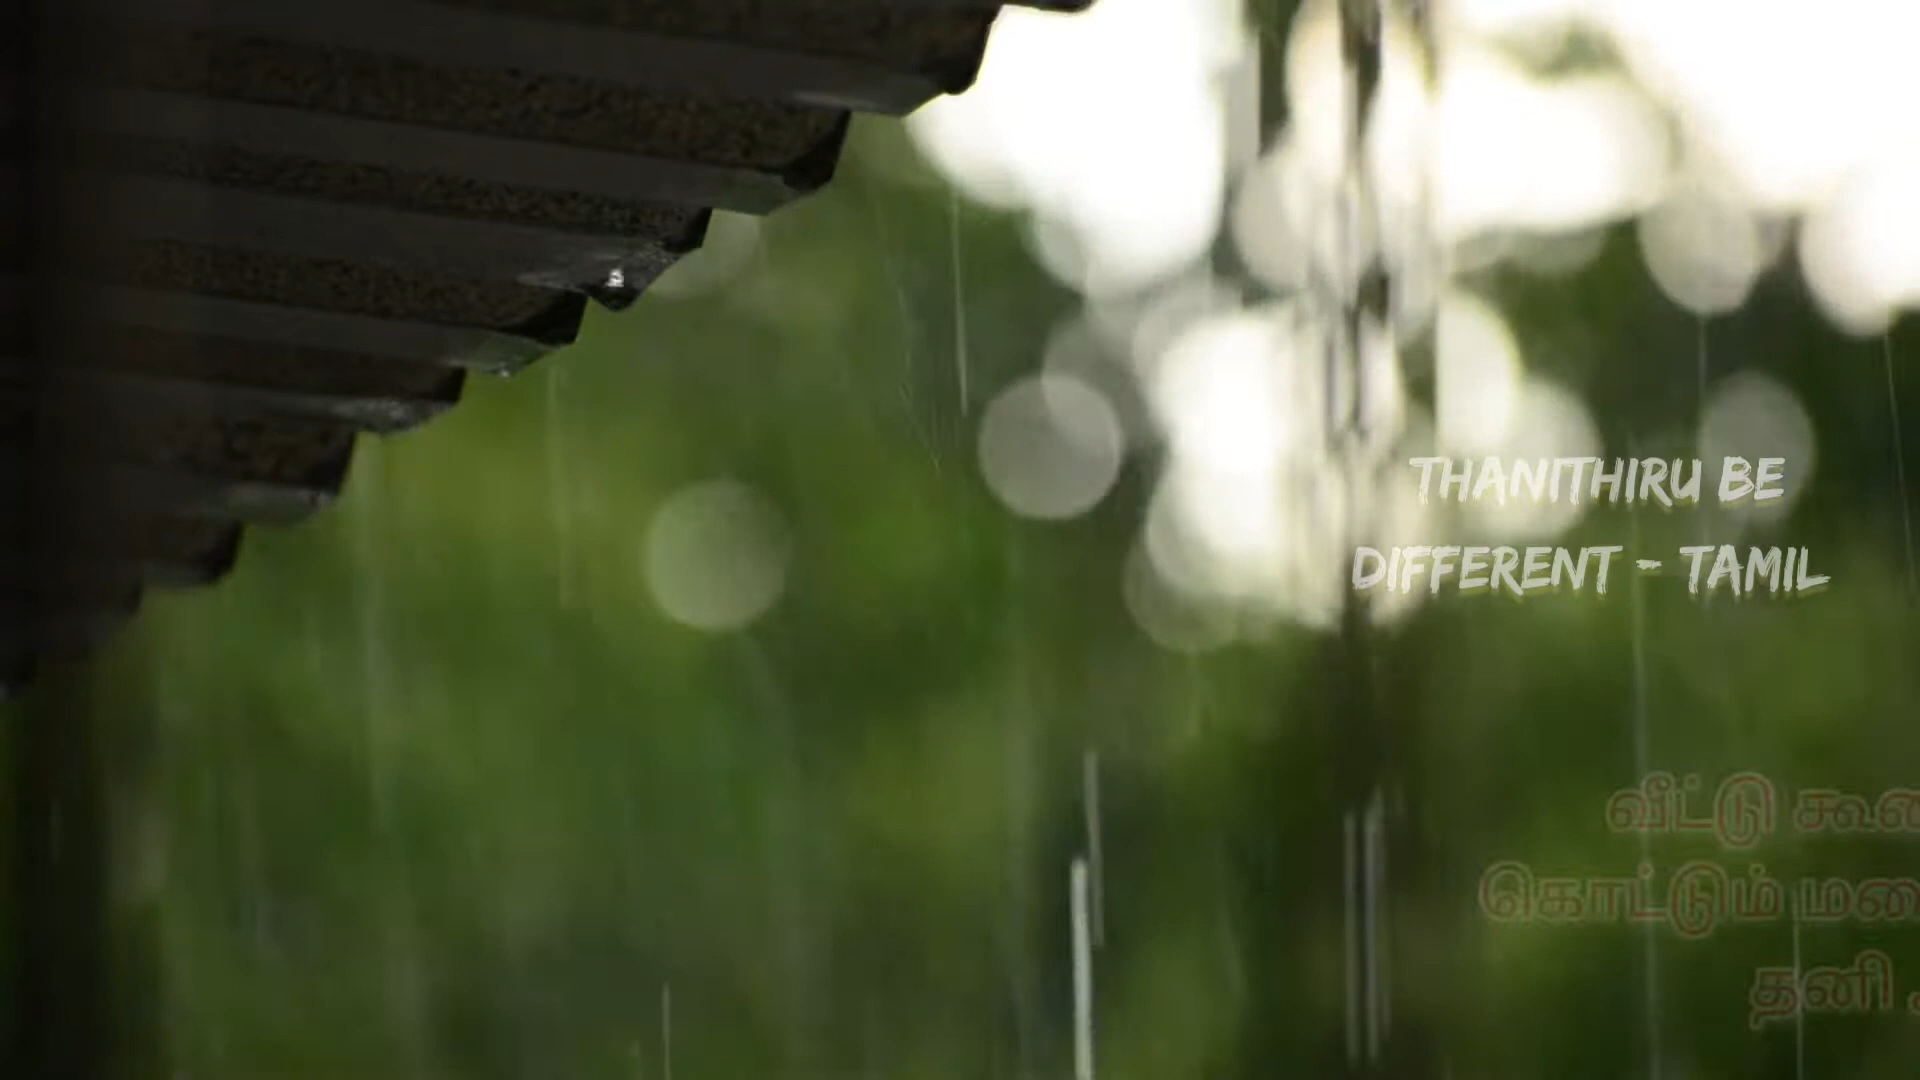 THANITHIRU BE
DIFFERENT - TAMIL
வீட்டு
கொட்டும்
தனி